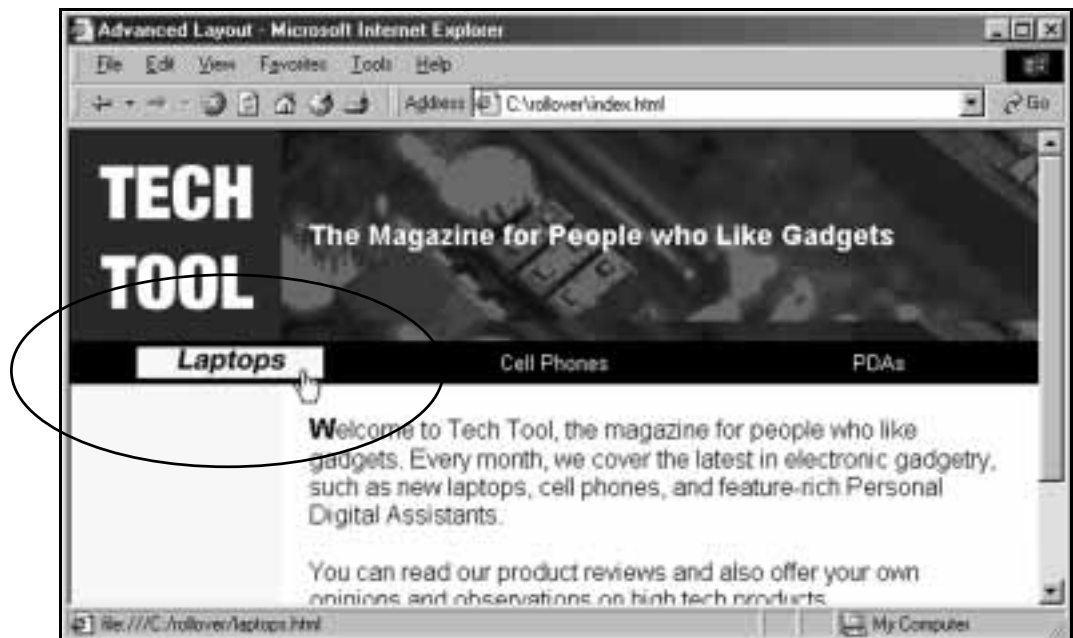 Advanced Layout - Microsoft Internet Explorer
File Edit View Favorites Tools Help
Address C:\rollover\index.html Go
TECH
TOOL
The Magazine for People who Like Gadgets
Laptops Cell Phones PDAs
Welcome to Tech Tool, the magazine for people who like
gadgets. Every month, we cover the latest in electronic gadgetry,
such as new laptops, cell phones, and feature-rich Personal
Digital Assistants.
You can read our product reviews and also offer your own
opinions and observations on high tech products
file:///C:/rollover/laptops.html My Computer